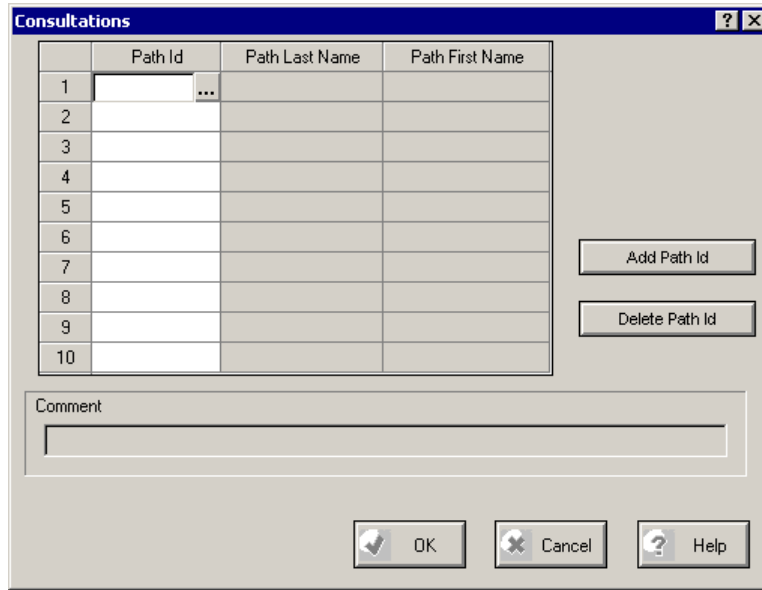 Consultations
Path Id Path Last Name Path First Name
1 ...
2
3
4
5
6
7
8
9
10
Add Path Id
Delete Path Id
Comment
OK Cancel ? Help